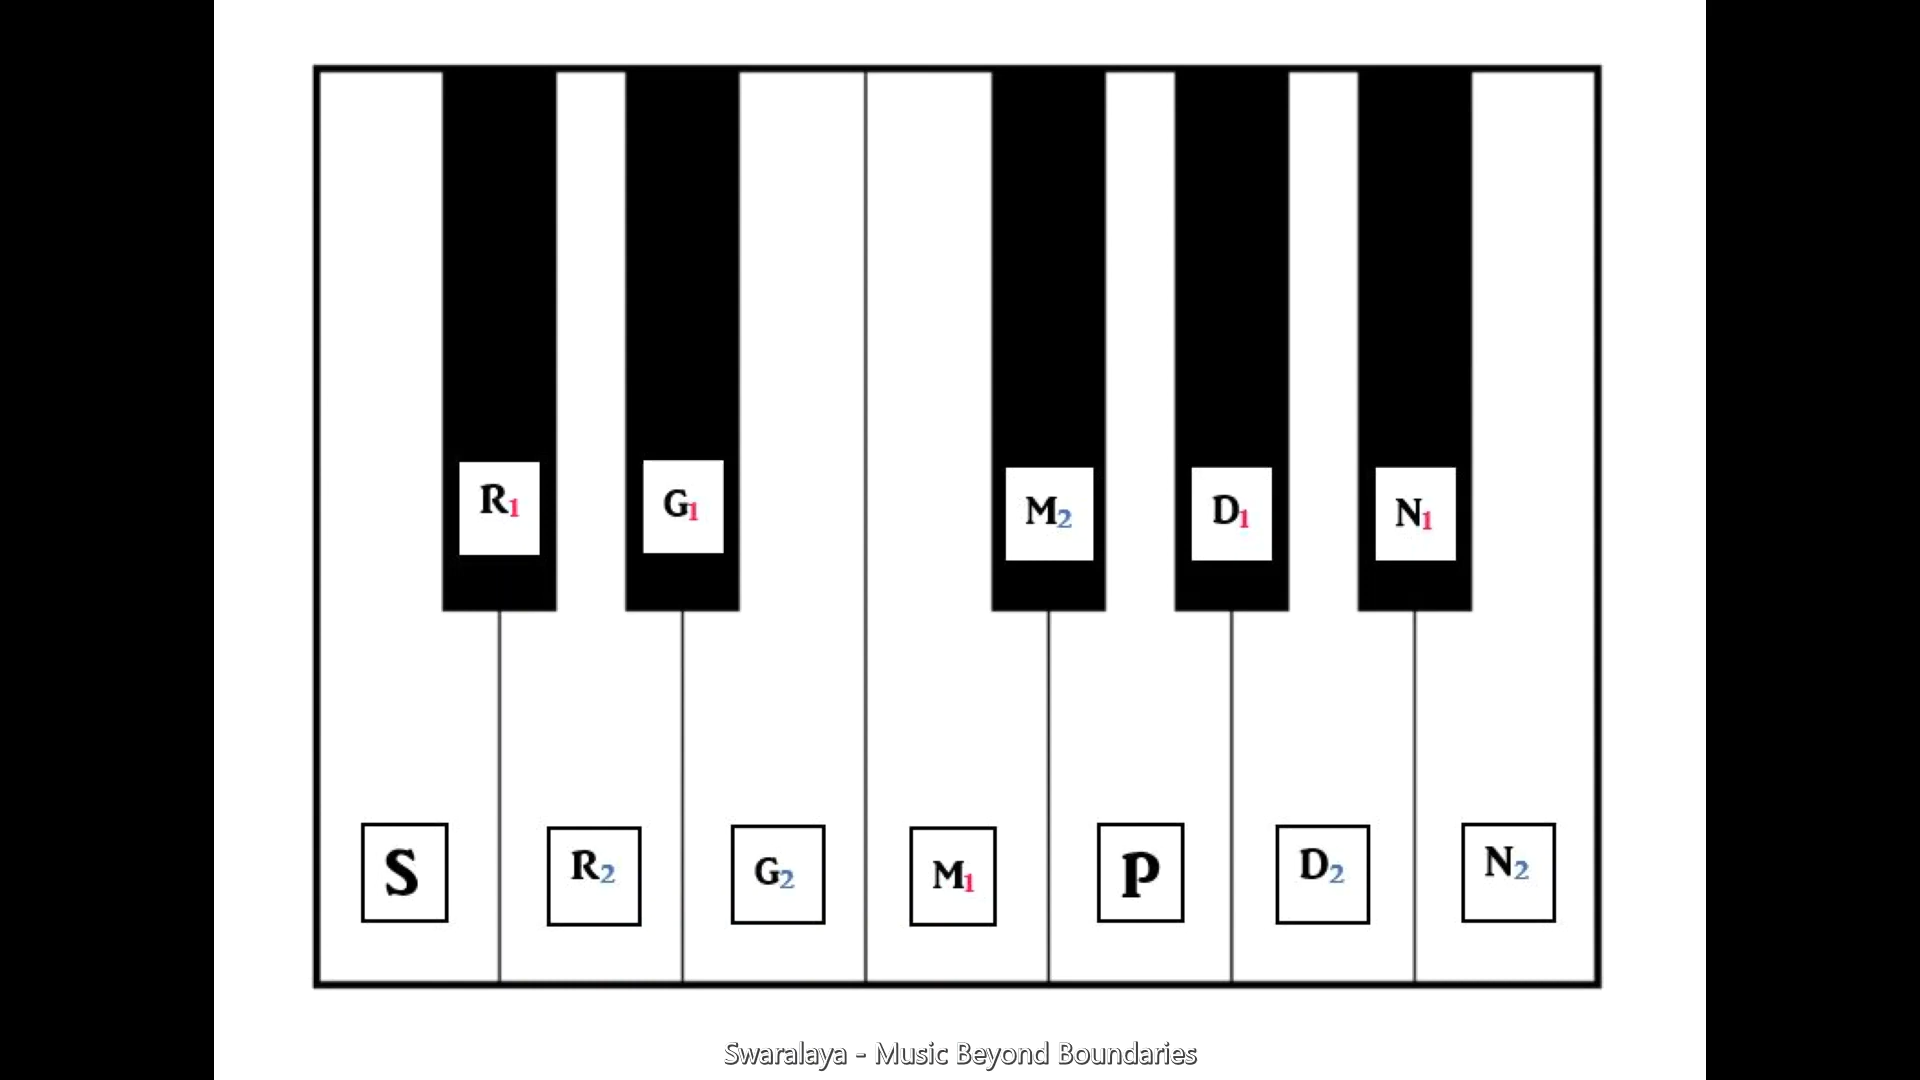 R1 G1 M2 D1 N1
S R2 G2 M1 P D2 N2
Swaralaya - Music Beyond Boundaries